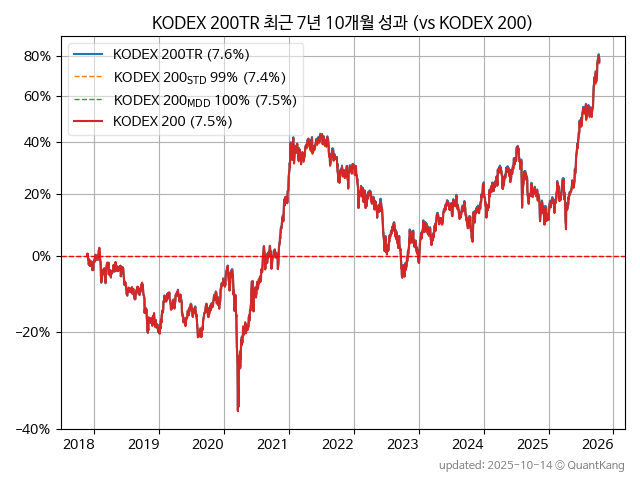 KODEX 200TR 최근 7년 10개월 성과 (vs KODEX 200)
KODEX 200TR (7.6%)
KODEX 200STD 99% (7.4%)
KODEX 200MDD 100% (7.5%)
KODEX 200 (7.5%)
80%
60%
40%
20%
0%
−20%
−40%
2018 2019 2020 2021 2022 2023 2024 2025 2026
updated: 2025-10-14 © QuantKang